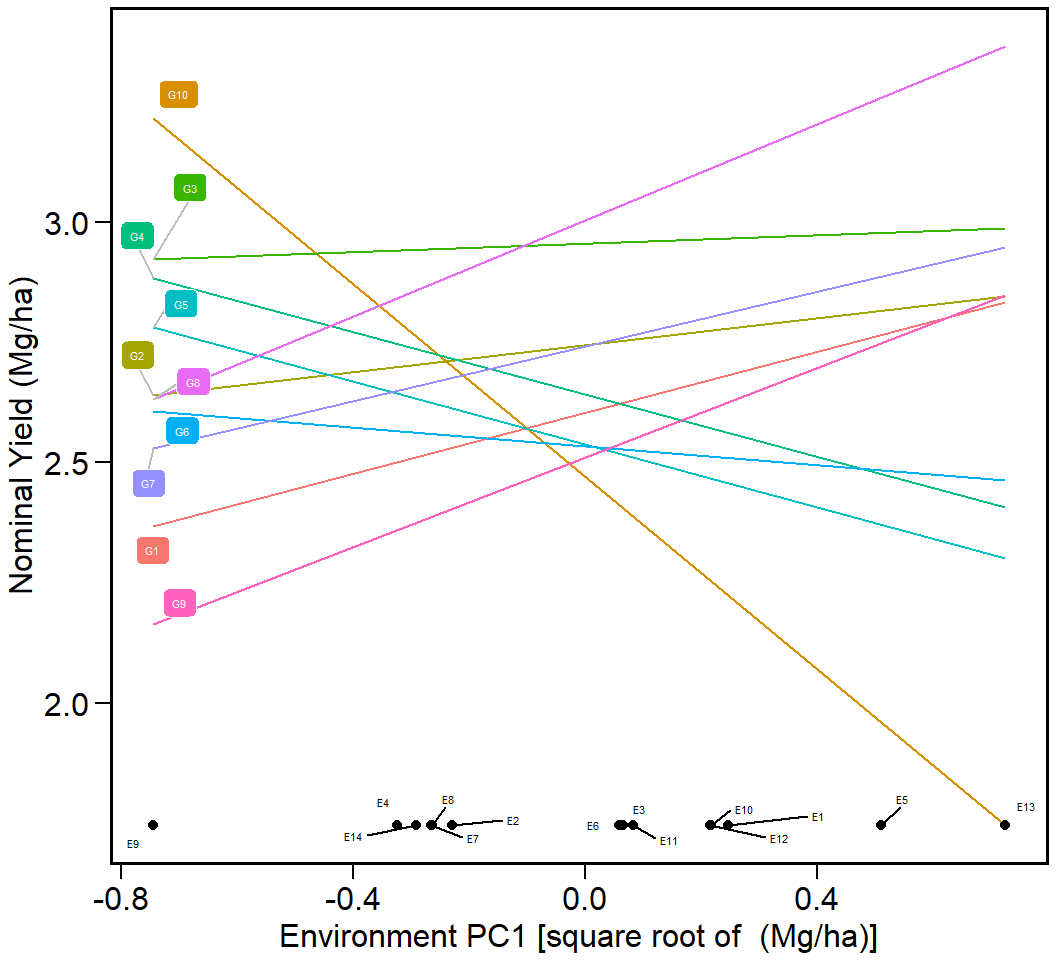 G10
G3
G4
3.0
G5
G2
G8
G6
2.5
G7
G1
G9
2.0
E4
E8
E14
E7
E2
E9
E6
E3
E11
E10
E12
E1
E5
E13
-0.8
-0.4
0.0
0.4
Environment PC1 [square root of  (Mg/ha)]
Nominal Yield (Mg/ha)